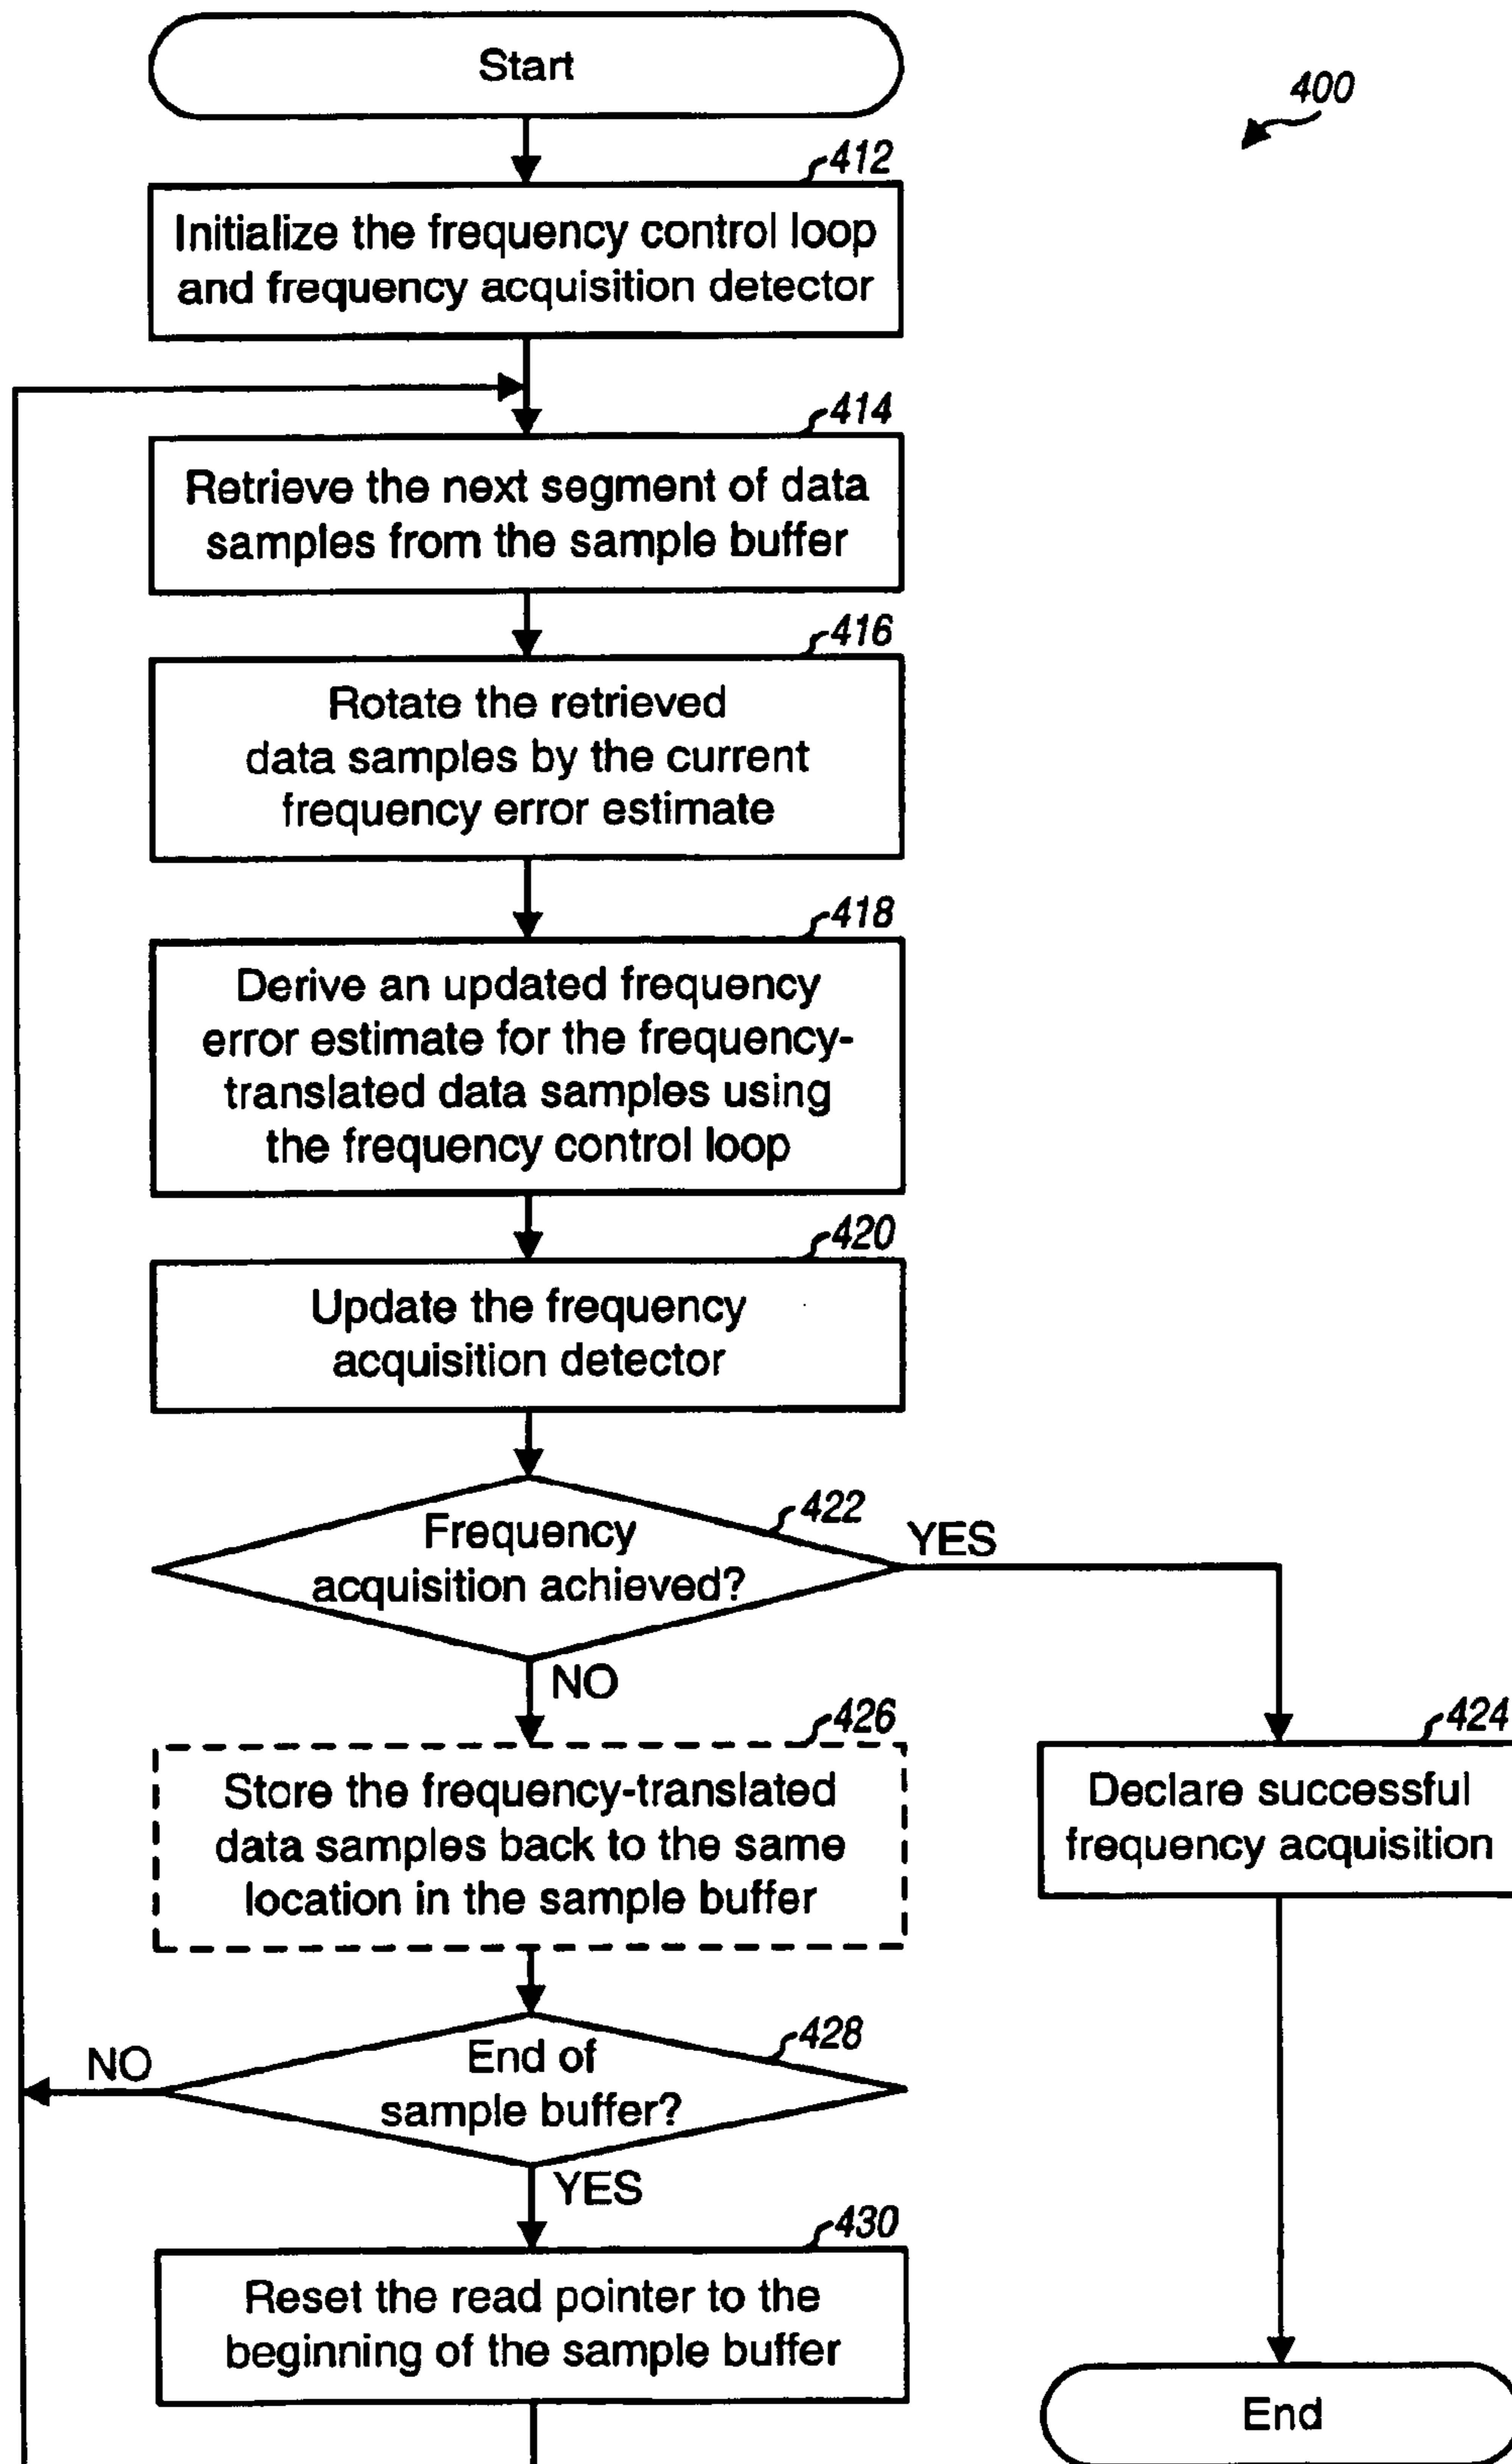 Start
400
412
Initialize the frequency control loop
and frequency acquisition detector
414
Retrieve the next segment of data
samples from the sample buffer
416
Rotate the retrieved
data samples by the current
frequency error estimate
418
Derive an updated frequency
error estimate for the frequency-
translated data samples using
the frequency control loop
420
Update the frequency
acquisition detector
422
Frequency
acquisition achieved?
YES
NO
426
Store the frequency-translated
data samples back to the same
location in the sample buffer
424
Declare successful
frequency acquisition
428
End of
sample buffer?
NO
YES
430
Reset the read pointer to the
beginning of the sample buffer
End